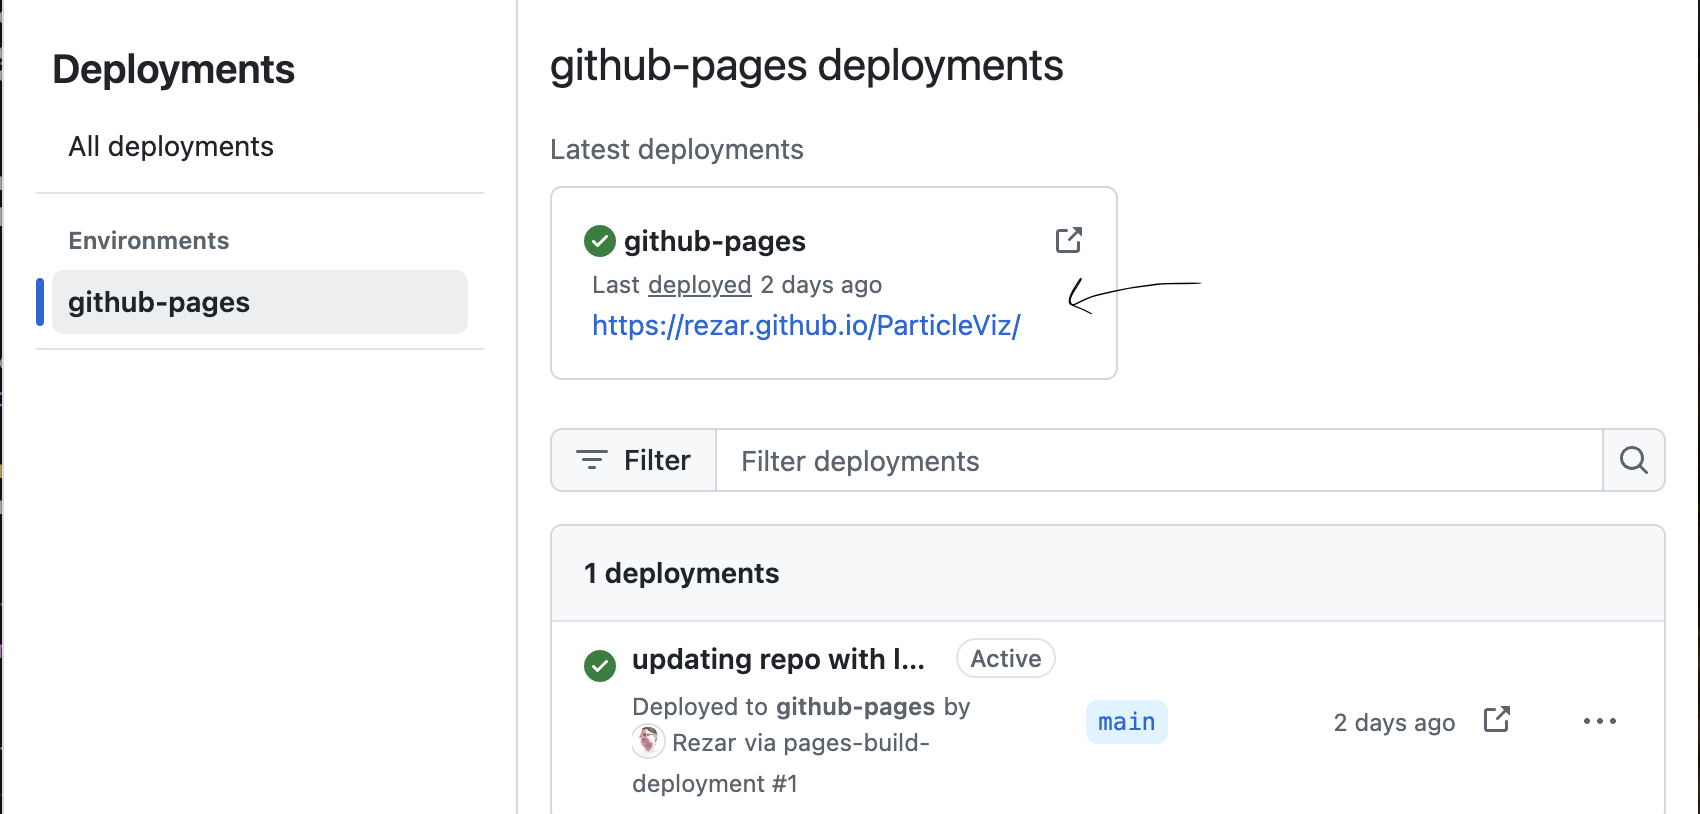 Deployments
All deployments
Environments
github-pages
github-pages deployments
Latest deployments
github-pages
Last deployed 2 days ago
https://rezar.github.io/ParticleViz/
Filter
Filter deployments
1 deployments
updating repo with l...
Active
Deployed to github-pages by
Rezar via pages-build-
deployment #1
main
2 days ago